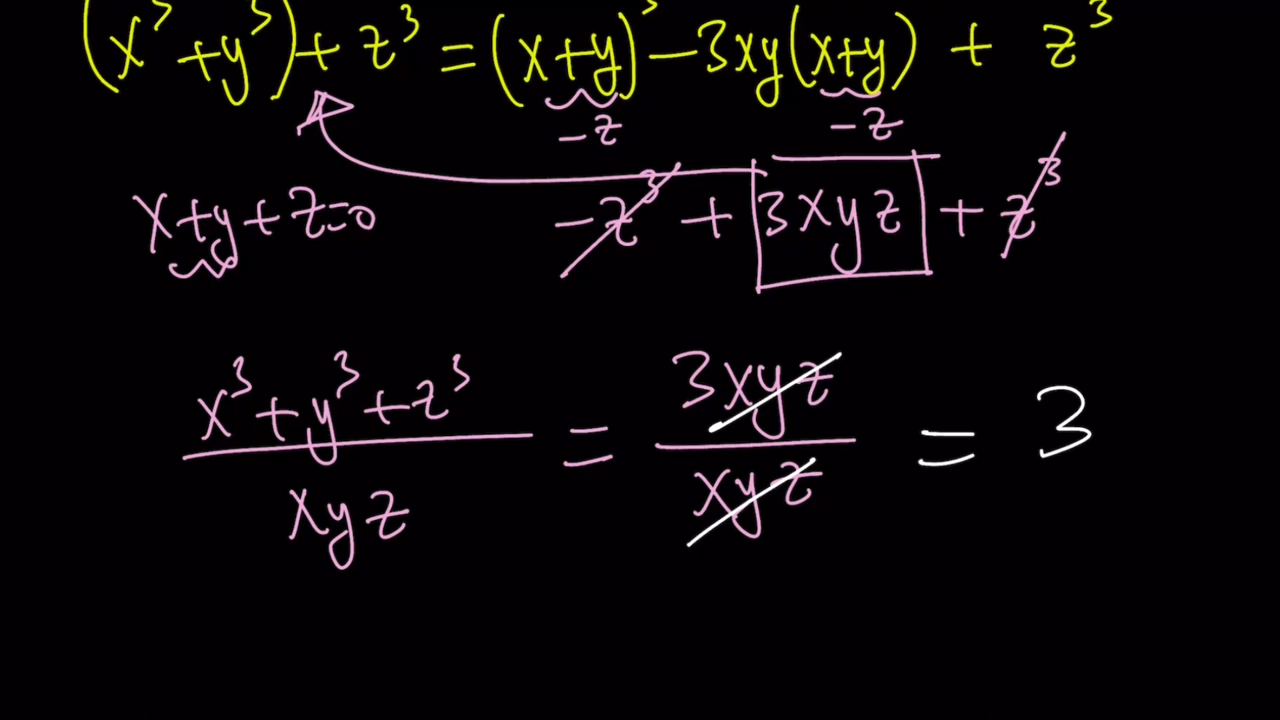 (x³+y³)+z³=(x+y)³-3xy(x+y)+z³
-z -z
x+y+z=0 -z³+3xyz+z³
x³+y³+z³/xyz = 3xyz/xyz = 3